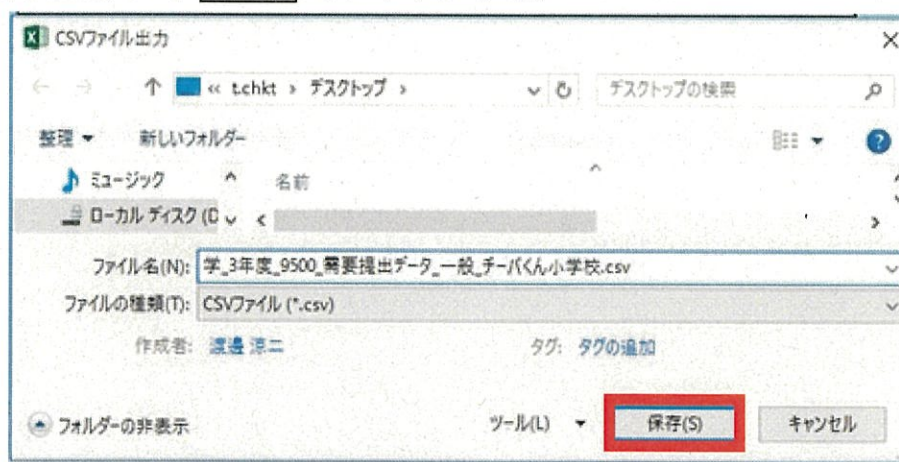 CSVファイル出力
« t.chkt › デスクトップ ›
デスクトップの検索
整理
新しいフォルダー
ミュージック
名前
ローカル ディスク (C
ファイル名(N): 学_3年度_9500_需要提出データ_一般_チーバくん小学校.csv
ファイルの種類(T): CSVファイル (*.csv)
作成者: 渡邉 涼二
タグ: タグの追加
フォルダーの非表示
ツール(L)
保存(S)
キャンセル